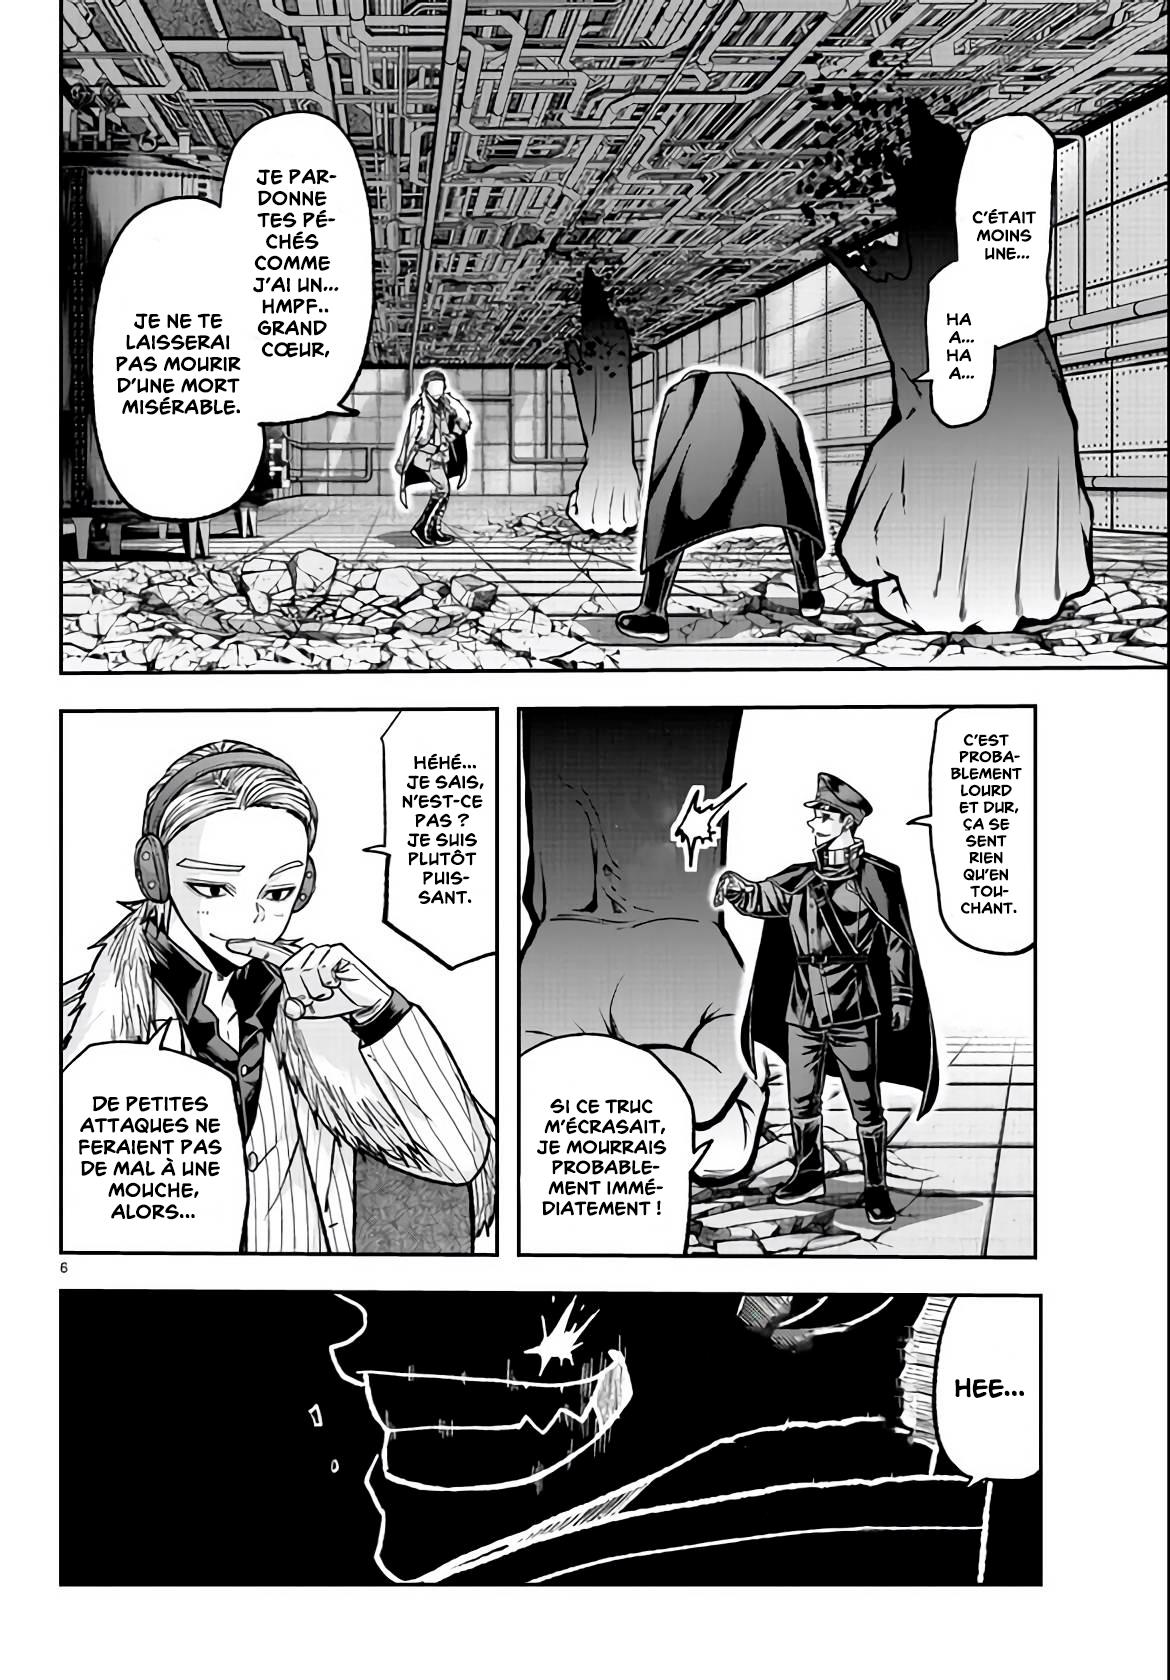 C'ÉTAIT
MOINS
UNE...
HA
A...
HA
A...
JE PAR-
DONNE
TES PÉ-
CHÉS
COMME
J'AI UN...
HMPF..
GRAND
CŒUR,
JE NE TE
LAISSERAI
PAS MOURIR
D'UNE MORT
MISÉRABLE.
C'EST
PROBA-
BLEMENT
LOURD
ET DUR,
ÇA SE
SENT
RIEN
QU'EN
TOU-
CHANT.
SI CE TRUC
M'ÉCRASAIT,
JE MOURRAIS
PROBABLE-
MENT IMMÉ-
DIATEMENT !
HÉHÉ...
JE SAIS,
N'EST-CE
PAS ?
JE SUIS
PLUTÔT
PUIS-
SANT.
DE PETITES
ATTAQUES NE
FERAIENT PAS
DE MAL À UNE
MOUCHE,
ALORS...
6
HEE...